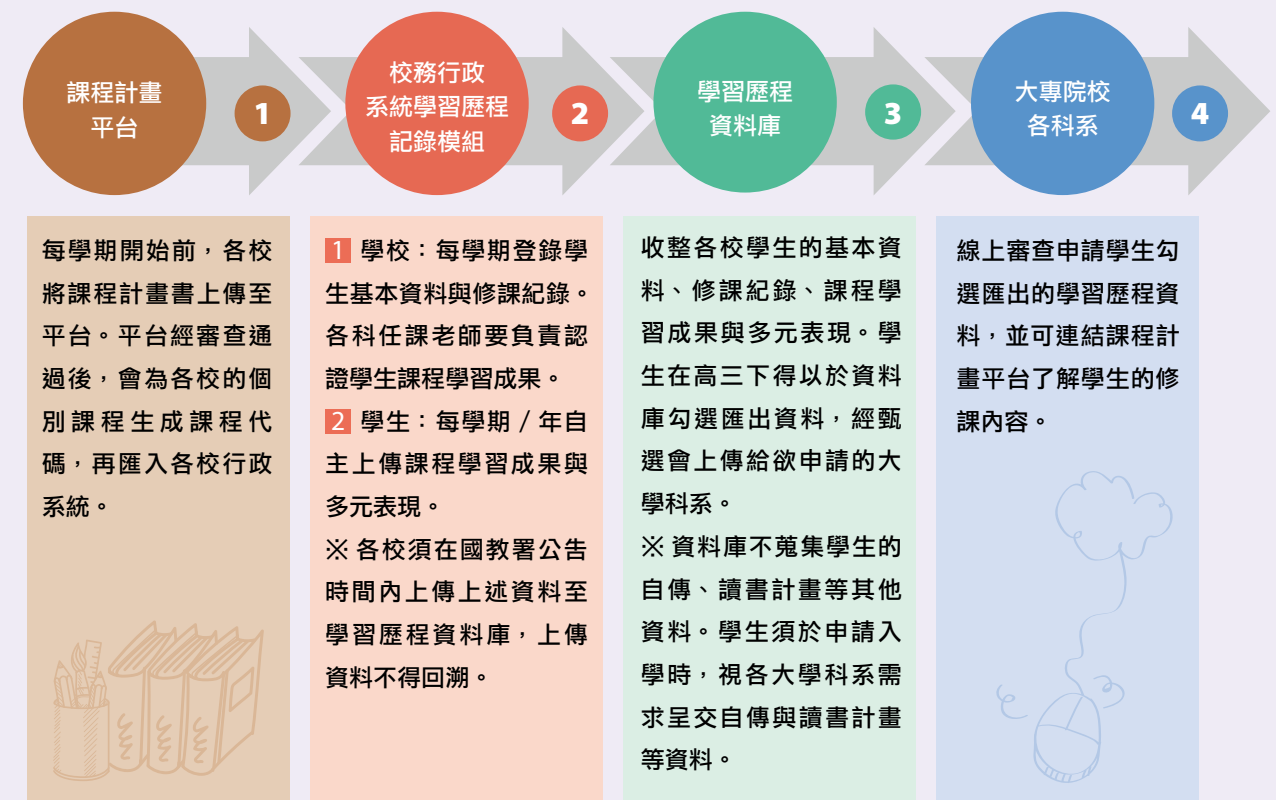 課程計畫
平台
1
校務行政
系統學習歷程
記錄模組
2
學習歷程
資料庫
3
大專院校
各科系
4
每學期開始前，各校
將課程計畫書上傳至
平台。平台經審查通
過後，會為各校的個
別課程生成課程代
碼，再匯入各校行政
系統。
1 學校：每學期登錄學
生基本資料與修課紀錄。
各科任課老師要負責認
證學生課程學習成果。
2 學生：每學期／年自
主上傳課程學習成果與
多元表現。
※ 各校須在國教署公告
時間內上傳上述資料至
學習歷程資料庫，上傳
資料不得回溯。
收整各校學生的基本資
料、修課紀錄、課程學
習成果與多元表現。學
生在高三下得以於資料
庫勾選匯出資料，經甄
選會上傳給欲申請的大
學科系。
※ 資料庫不蒐集學生的
自傳、讀書計畫等其他
資料。學生須於申請入
學時，視各大學科系需
求呈交自傳與讀書計畫
等資料。
線上審查申請學生勾
選匯出的學習歷程資
料，並可連結課程計
畫平台了解學生的修
課內容。